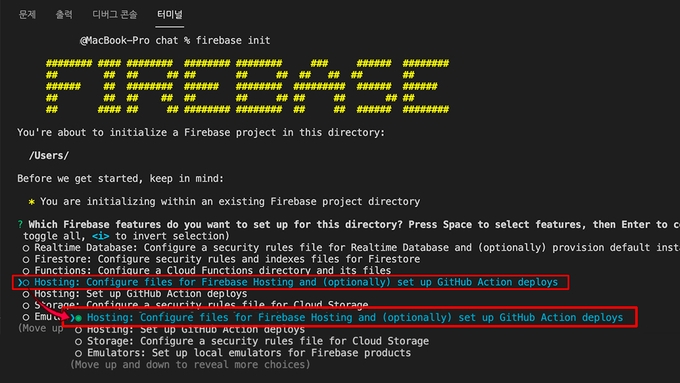 문제 출력 디버그 콘솔 터미널
@MacBook-Pro chat % firebase init
FIREBASE
You're about to initialize a Firebase project in this directory:
/Users/
Before we get started, keep in mind:
* You are initializing within an existing Firebase project directory
? Which Firebase features do you want to set up for this directory? Press Space to select features, then Enter to
toggle all, <i> to invert selection)
○ Realtime Database: Configure a security rules file for Realtime Database and (optionally) provision default
○ Firestore: Configure security rules and indexes files for Firestore
○ Functions: Configure a Cloud Functions directory and its files
❯○ Hosting: Configure files for Firebase Hosting and (optionally) set up GitHub Action deploys
○ Hosting: Set up GitHub Action deploys
○ Storage: Configure a security rules file for Cloud Storage
○
(Move up
❯◉ Hosting: Configure files for Firebase Hosting and (optionally) set up GitHub Action deploys
○ Hosting: Set up GitHub Action deploys
○ Storage: Configure a security rules file for Cloud Storage
○ Emulators: Set up local emulators for Firebase products
(Move up and down to reveal more choices)